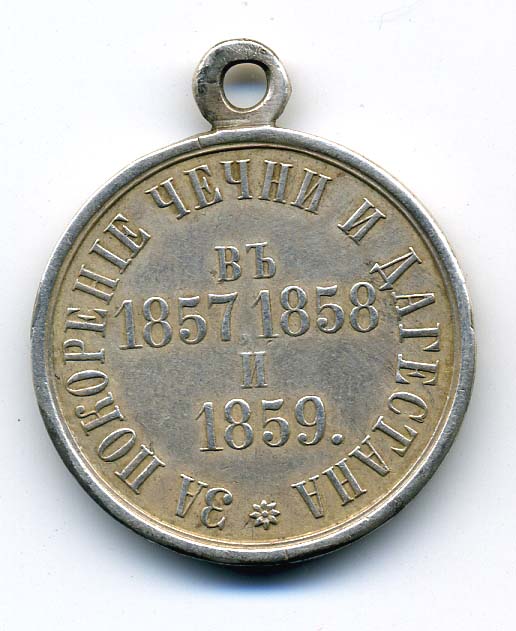 ЗА ПОКОРЕНІЕ ЧЕЧНИ И ДАГЕСТАНА
ВЪ
1857, 1858
И
1859.